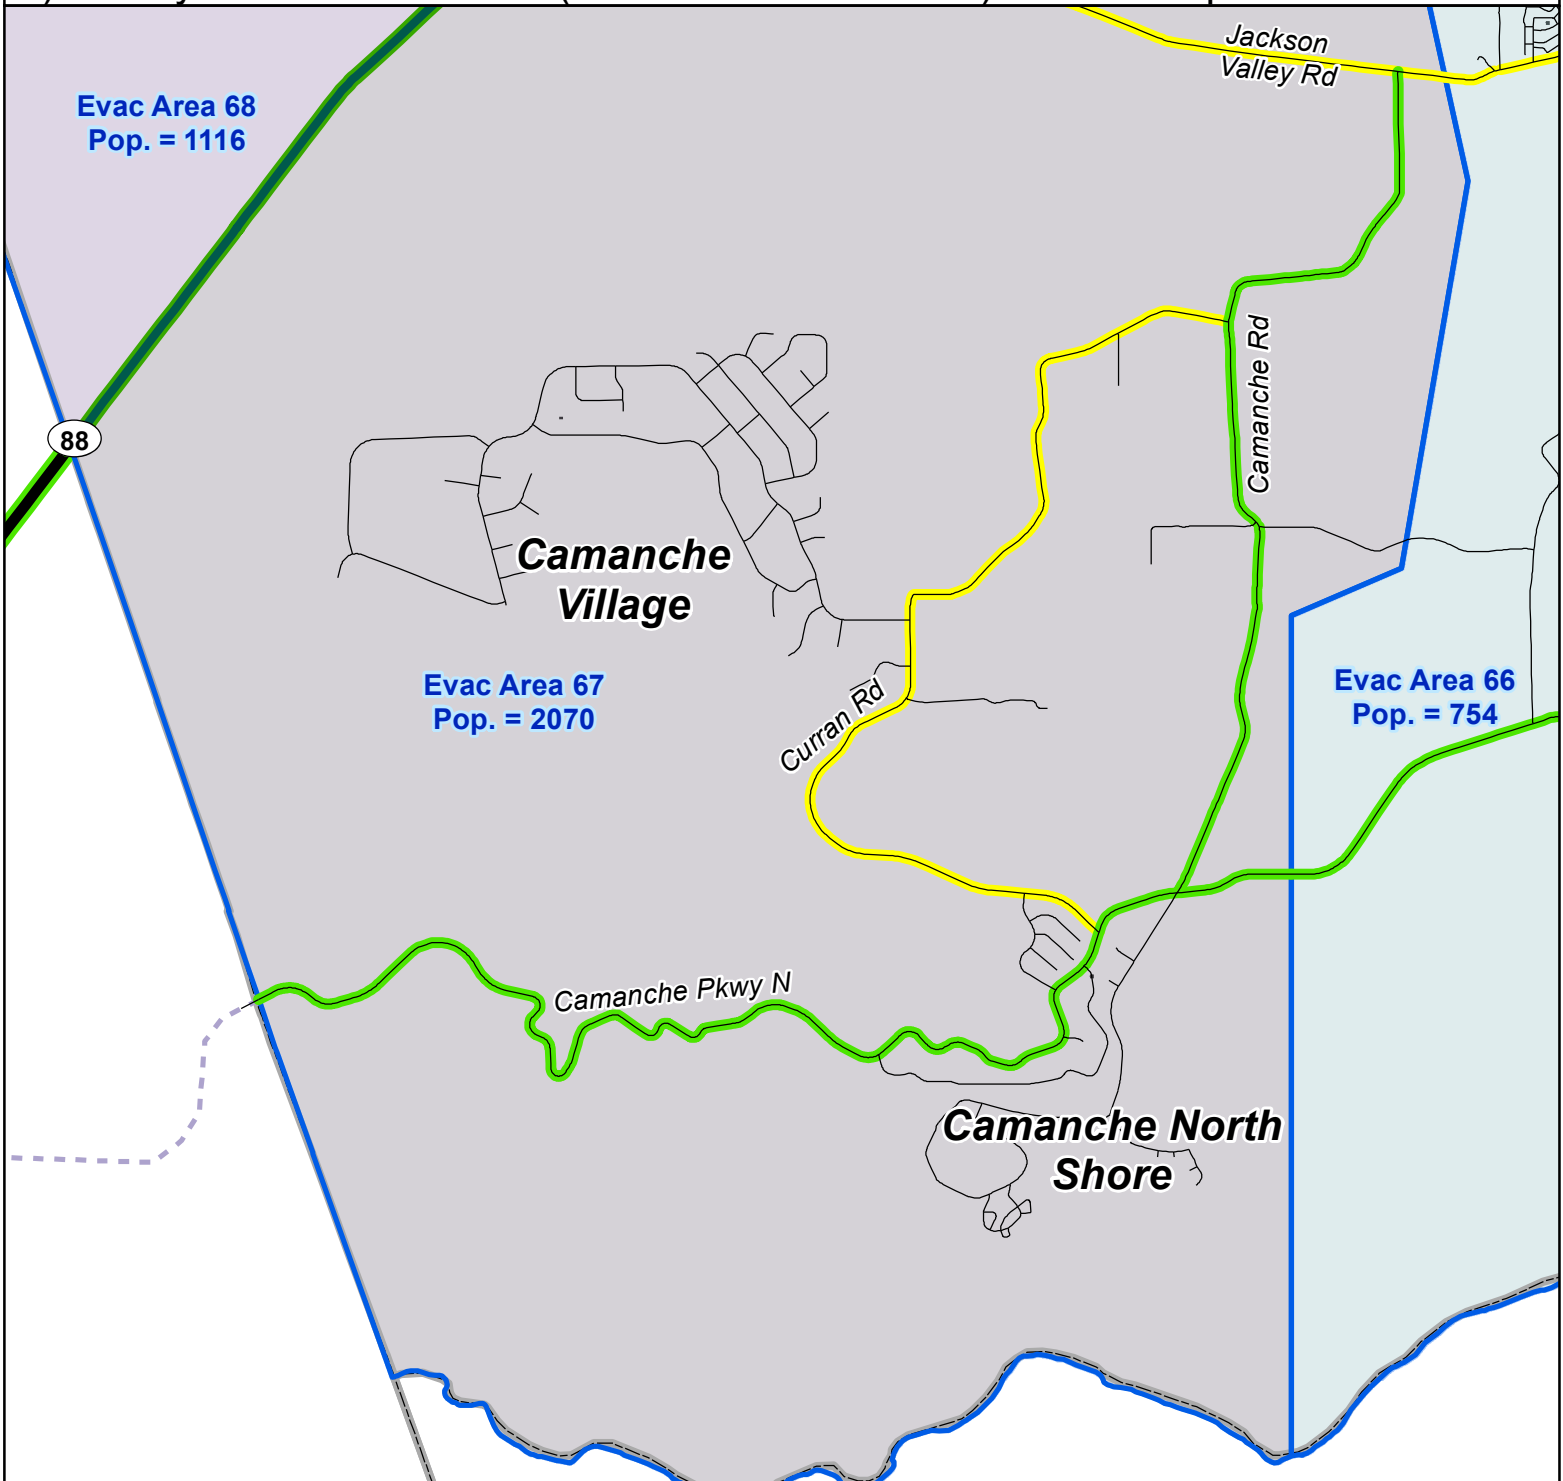 Jackson
Valley Rd
Evac Area 68
Pop. = 1116
Camanche Rd
88
Camanche
Village
Evac Area 67
Pop. = 2070
Evac Area 66
Pop. = 754
Curran Rd
Camanche Pkwy N
Camanche North
Shore